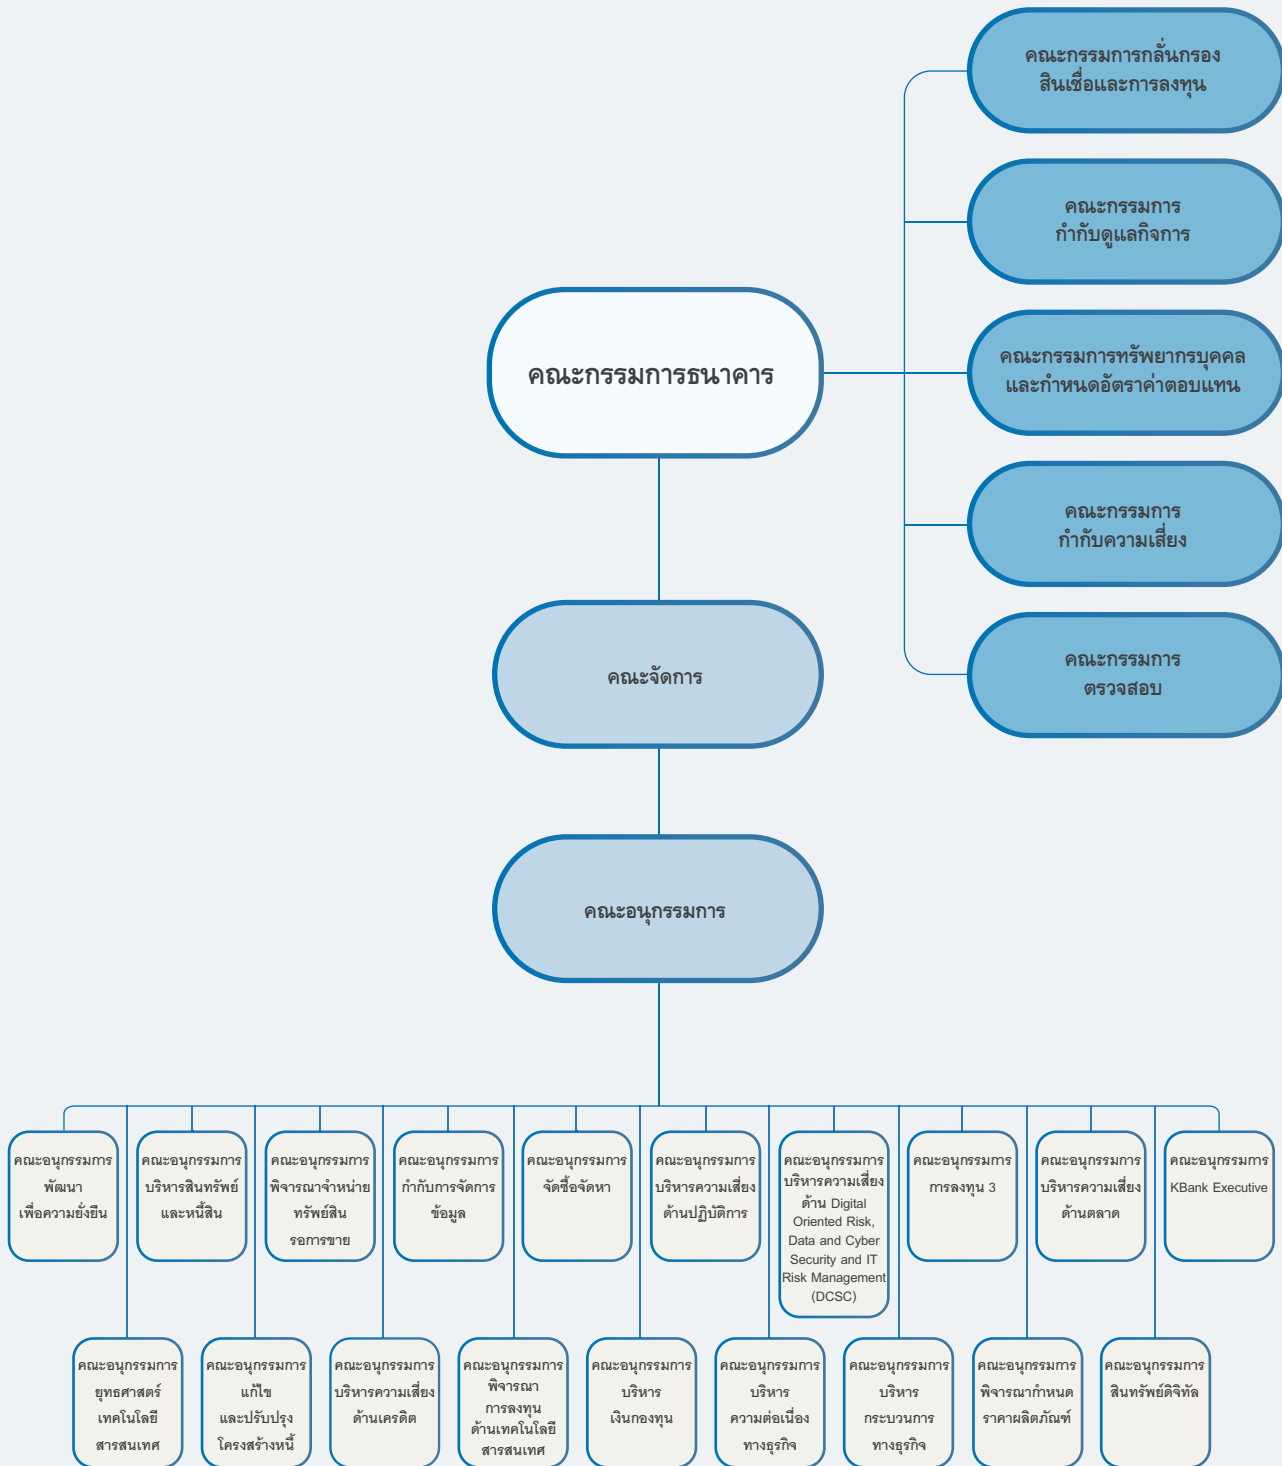 คณะกรรมการกลั่นกรอง
สินเชื่อและการลงทุน
คณะกรรมการ
กำกับดูแลกิจการ
คณะกรรมการธนาคาร
คณะกรรมการทรัพยากรบุคคล
และกำหนดอัตราค่าตอบแทน
คณะกรรมการ
กำกับความเสี่ยง
คณะกรรมการ
ตรวจสอบ
คณะจัดการ
คณะอนุกรรมการ
คณะอนุกรรมการ
พัฒนา
เพื่อความยั่งยืน
คณะอนุกรรมการ
บริหารสินทรัพย์
และหนี้สิน
คณะอนุกรรมการ
พิจารณาจำหน่าย
ทรัพย์สิน
รอการขาย
คณะอนุกรรมการ
กำกับการจัดการ
ข้อมูล
คณะอนุกรรมการ
จัดซื้อจัดหา
คณะอนุกรรมการ
บริหารความเสี่ยง
ด้านปฏิบัติการ
คณะอนุกรรมการ
บริหารความเสี่ยง
ด้าน Digital
Oriented Risk,
Data and Cyber
Security and IT
Risk Management
(DCSC)
คณะอนุกรรมการ
การลงทุน 3
คณะอนุกรรมการ
บริหารความเสี่ยง
ด้านตลาด
คณะอนุกรรมการ
KBank Executive
คณะอนุกรรมการ
ยุทธศาสตร์
เทคโนโลยี
สารสนเทศ
คณะอนุกรรมการ
แก้ไข
และปรับปรุง
โครงสร้างหนี้
คณะอนุกรรมการ
บริหารความเสี่ยง
ด้านเครดิต
คณะอนุกรรมการ
พิจารณา
การลงทุน
ด้านเทคโนโลยี
สารสนเทศ
คณะอนุกรรมการ
บริหาร
เงินกองทุน
คณะอนุกรรมการ
บริหาร
ความต่อเนื่อง
ทางธุรกิจ
คณะอนุกรรมการ
บริหาร
กระบวนการ
ทางธุรกิจ
คณะอนุกรรมการ
พิจารณากำหนด
ราคาผลิตภัณฑ์
คณะอนุกรรมการ
สินทรัพย์ดิจิทัล